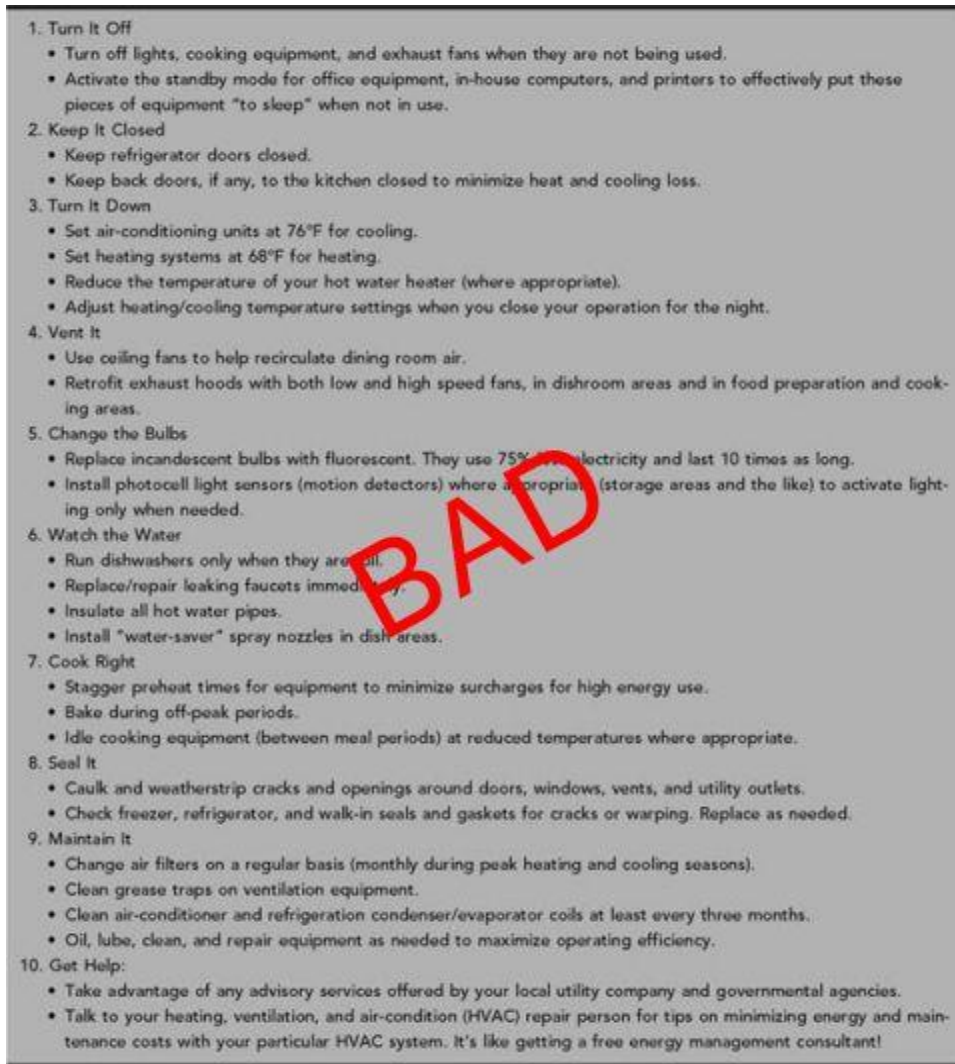 1. Turn It Off
• Turn off lights, cooking equipment, and exhaust fans when they are not being used.
• Activate the standby mode for office equipment, in-house computers, and printers to effectively put these
pieces of equipment "to sleep" when not in use.
2. Keep It Closed
• Keep refrigerator doors closed.
• Keep back doors, if any, to the kitchen closed to minimize heat and cooling loss.
3. Turn It Down
• Set air-conditioning units at 76°F for cooling.
• Set heating systems at 68°F for heating.
• Reduce the temperature of your hot water heater (where appropriate).
• Adjust heating/cooling temperature settings when you close your operation for the night.
4. Vent It
• Use ceiling fans to help recirculate dining room air.
• Retrofit exhaust hoods with both low and high speed fans, in dishroom areas and in food preparation and cook-
ing areas.
5. Change the Bulbs
• Replace incandescent bulbs with fluorescent. They use 75% electricity and last 10 times as long.
• Install photocell light sensors (motion detectors) where appropriate (storage areas and the like) to activate light-
ing only when needed.
6. Watch the Water
• Run dishwashers only when they are full.
• Replace/repair leaking faucets immediately.
• Insulate all hot water pipes.
• Install "water-saver" spray nozzles in dish areas.
BAD
7. Cook Right
• Stagger preheat times for equipment to minimize surcharges for high energy use.
• Bake during off-peak periods.
• Idle cooking equipment (between meal periods) at reduced temperatures where appropriate.
8. Seal It
• Caulk and weatherstrip cracks and openings around doors, windows, vents, and utility outlets.
• Check freezer, refrigerator, and walk-in seals and gaskets for cracks or warping. Replace as needed.
9. Maintain It
• Change air filters on a regular basis (monthly during peak heating and cooling seasons).
• Clean grease traps on ventilation equipment.
• Clean air-conditioner and refrigeration condenser/evaporator coils at least every three months.
• Oil, lube, clean, and repair equipment as needed to maximize operating efficiency.
10. Get Help:
• Take advantage of any advisory services offered by your local utility company and governmental agencies.
• Talk to your heating, ventilation, and air-condition (HVAC) repair person for tips on minimizing energy and main-
tenance costs with your particular HVAC system. It's like getting a free energy management consultant!